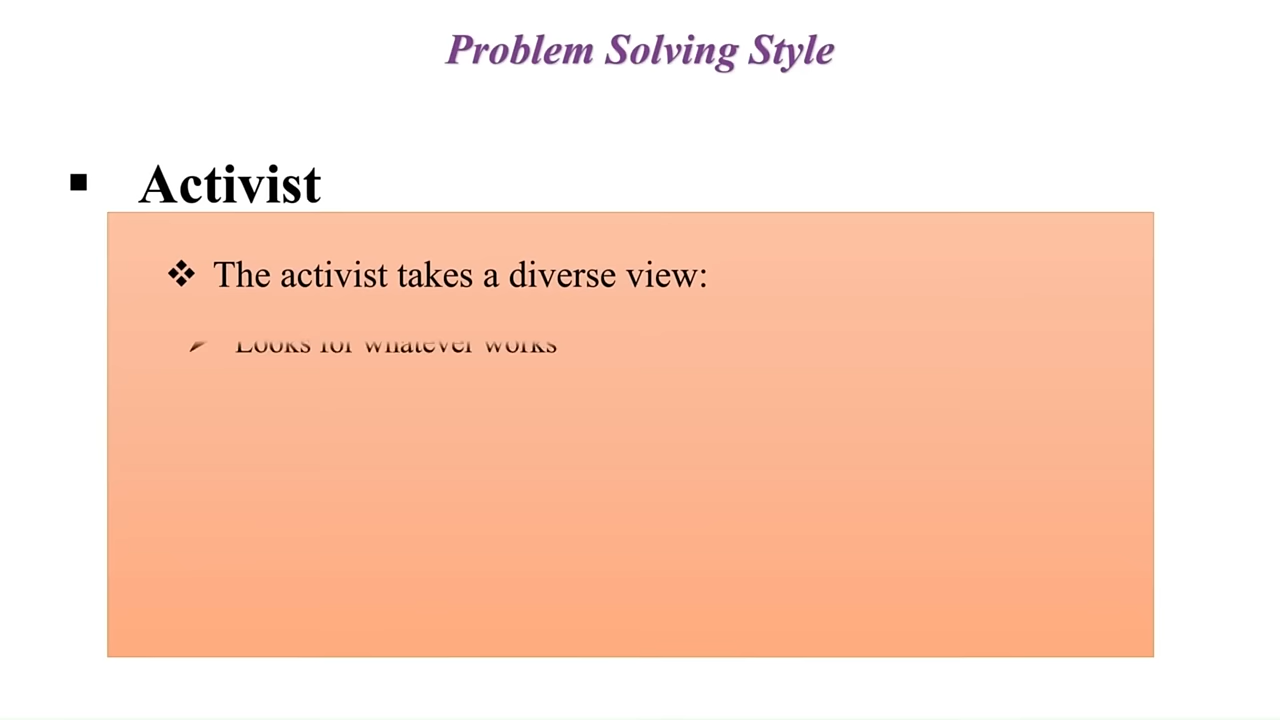 Problem Solving Style
Activist
The activist takes a diverse view:
Looks for whatever works